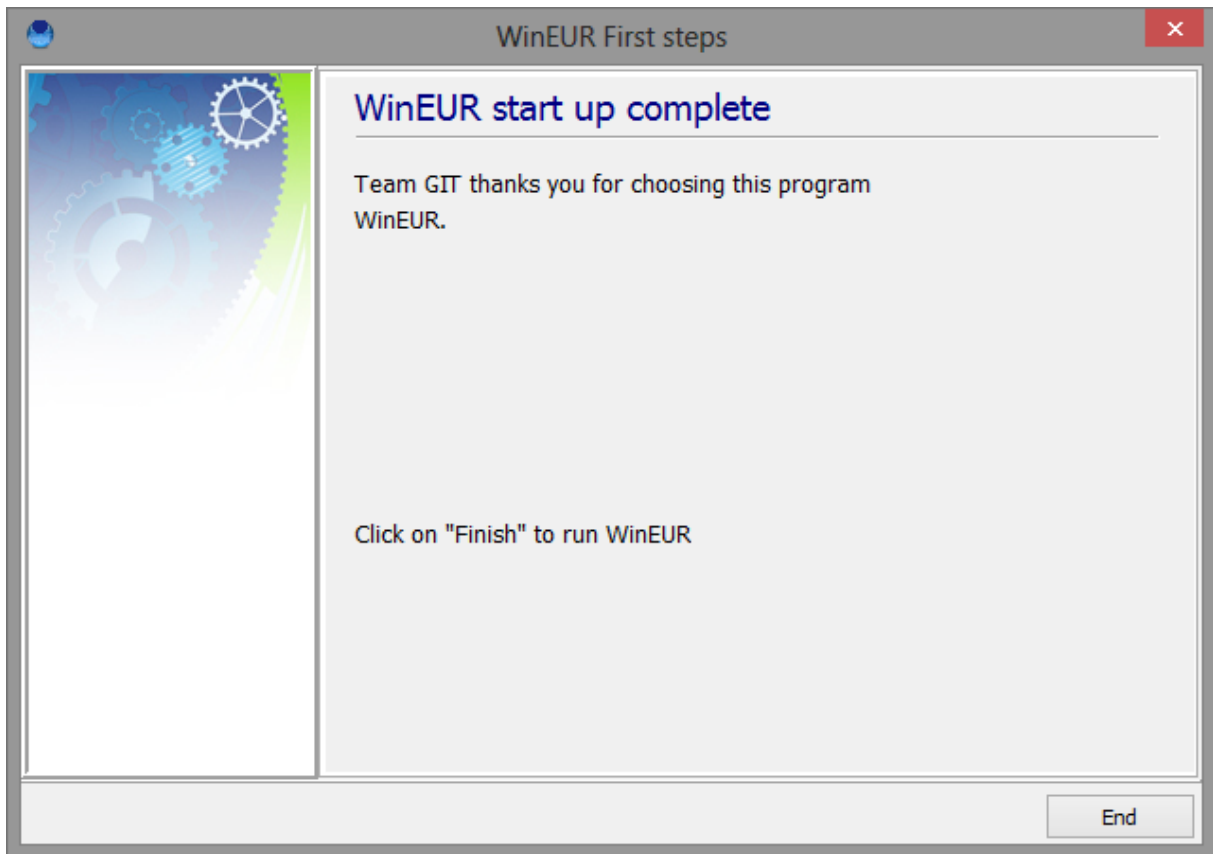 WinEUR First steps
WinEUR start up complete
Team GIT thanks you for choosing this program
WinEUR.
Click on "Finish" to run WinEUR
End